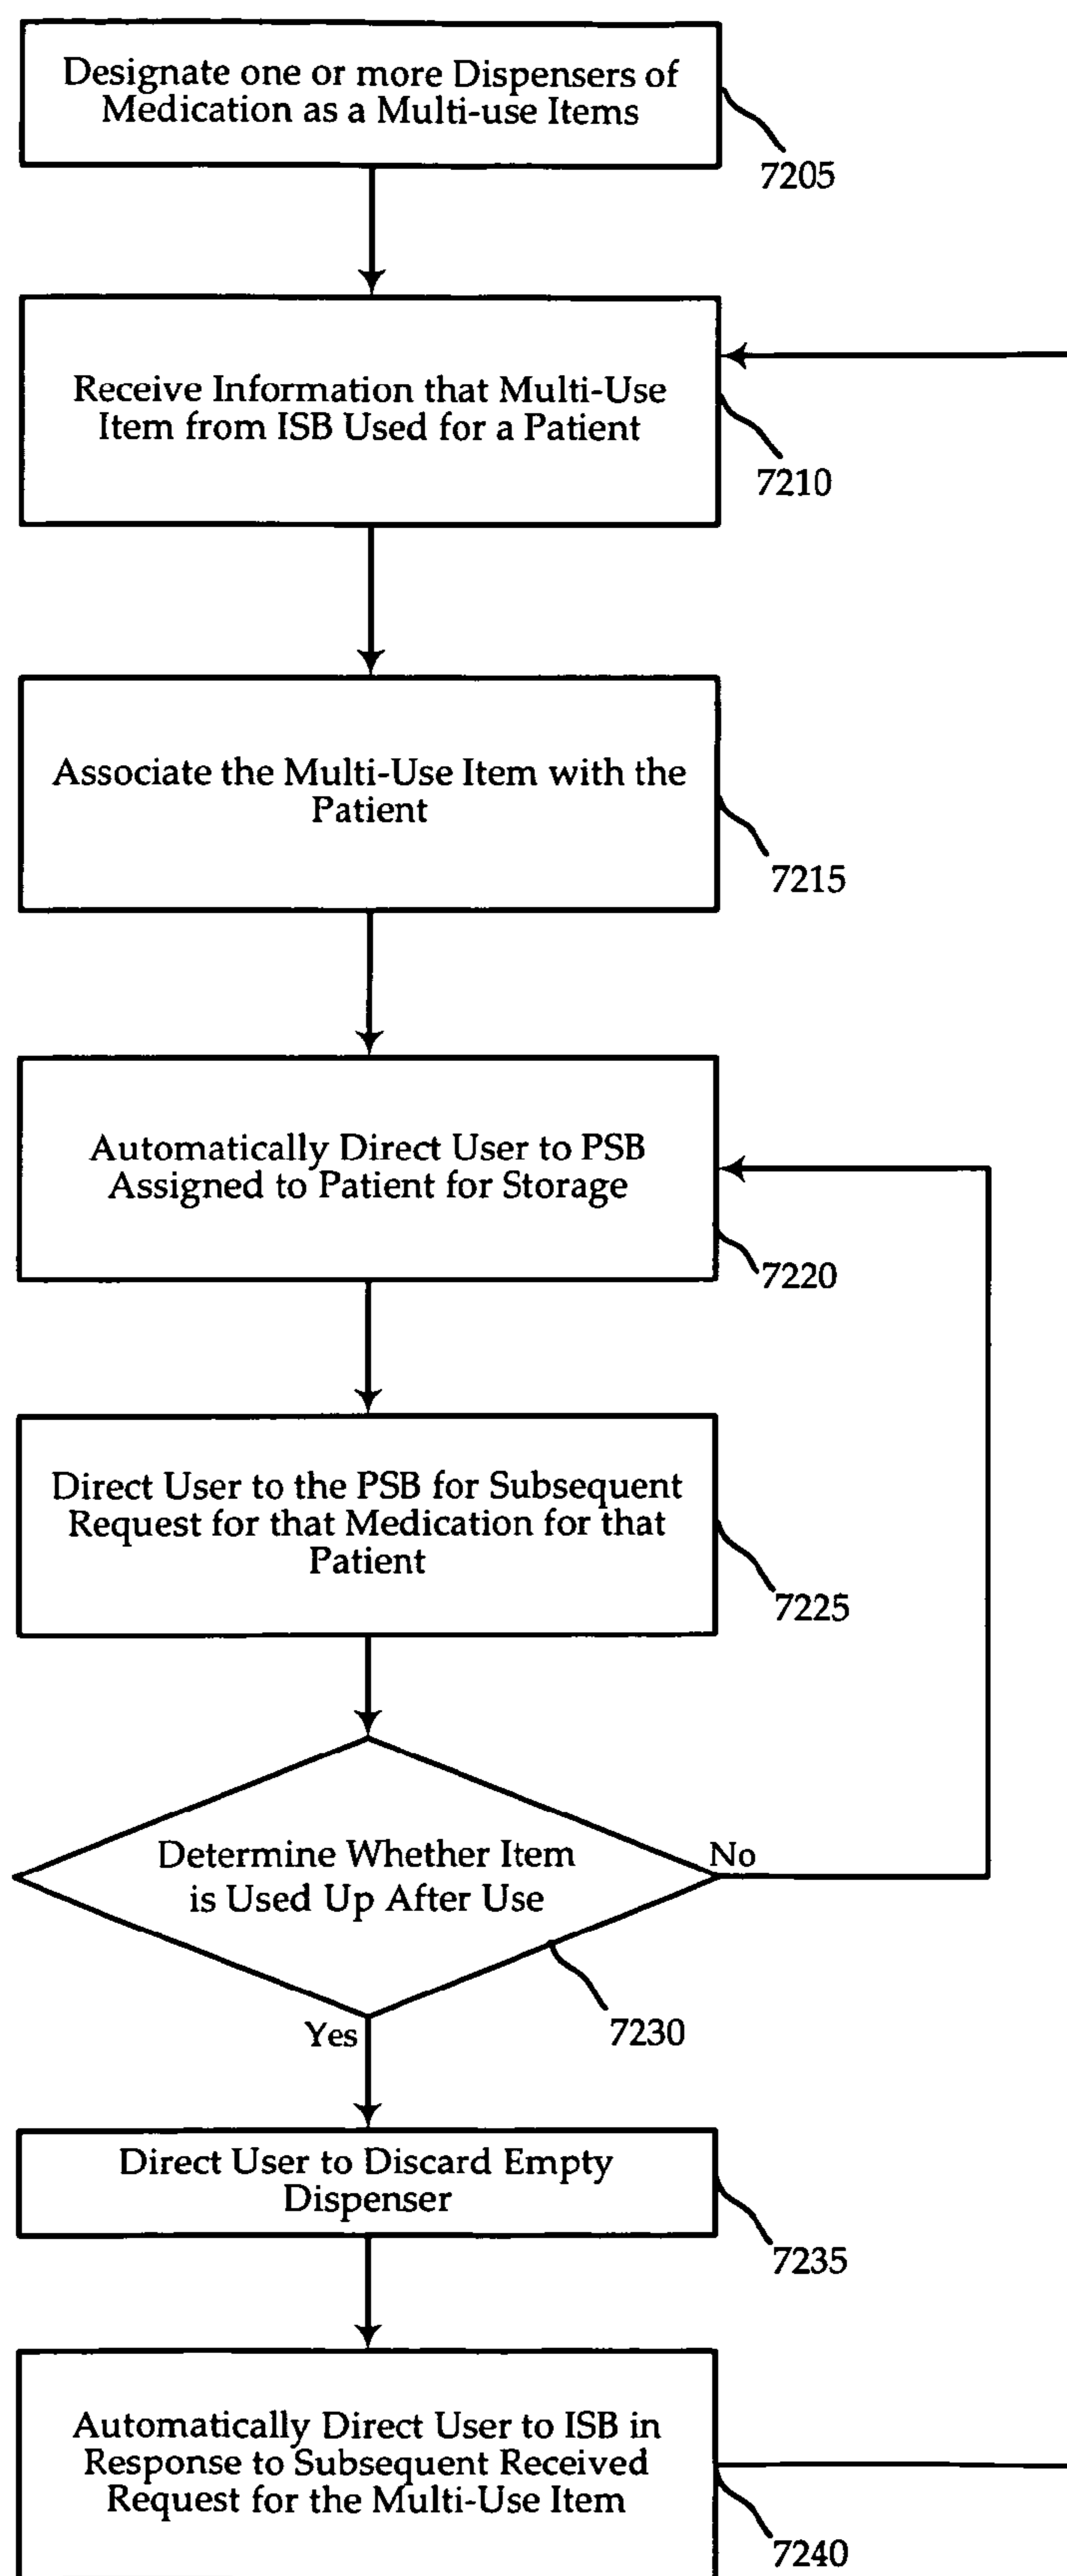 Designate one or more Dispensers of
Medication as a Multi-use Items
7205
Receive Information that Multi-Use
Item from ISB Used for a Patient
7210
Associate the Multi-Use Item with the
Patient
7215
Automatically Direct User to PSB
Assigned to Patient for Storage
7220
Direct User to the PSB for Subsequent
Request for that Medication for that
Patient
7225
Determine Whether Item
is Used Up After Use
No
7230
Yes
Direct User to Discard Empty
Dispenser
7235
Automatically Direct User to ISB in
Response to Subsequent Received
Request for the Multi-Use Item
7240